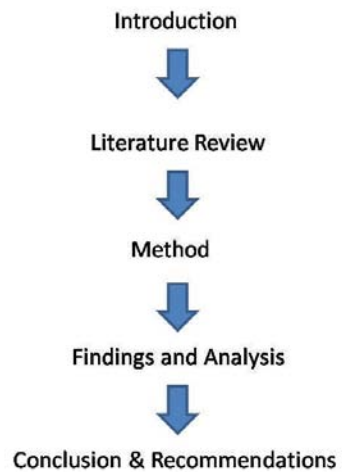 Introduction
Literature Review
Method
Findings and Analysis
Conclusion & Recommendations